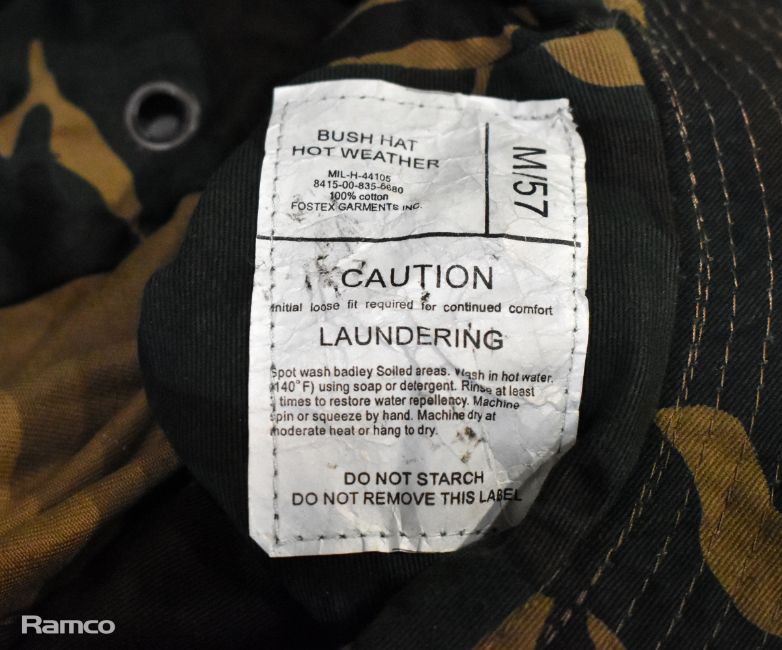 BUSH HAT
HOT WEATHER
MIL-H-44105
8415-00-835-6680
100% cotton
FOSTEX GARMENTS INC.
M/57
CAUTION
Initial loose fit required for continued comfort
LAUNDERING
Spot wash badley Soiled areas. Wash in hot water.
(140°F) using soap or detergent. Rinse at least
times to restore water repellency. Machine
spin or squeeze by hand. Machine dry at
moderate heat or hang to dry.
DO NOT STARCH
DO NOT REMOVE THIS LABEL
Ramco